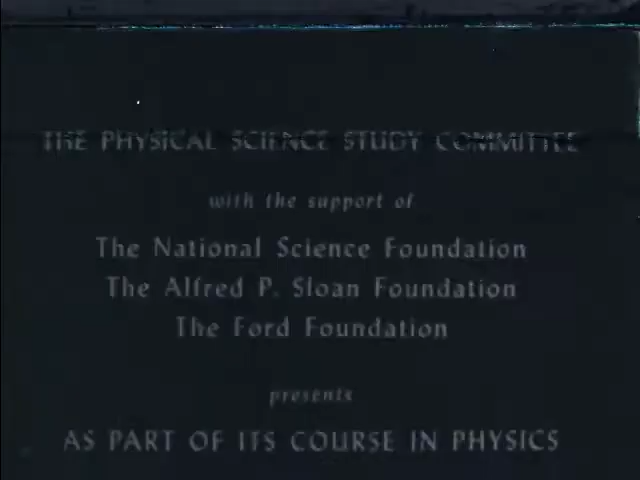 THE PHYSICAL SCIENCE STUDY COMMITTEE
with the support of
The National Science Foundation
The Alfred P. Sloan Foundation
The Ford Foundation
presents
AS PART OF ITS COURSE IN PHYSICS